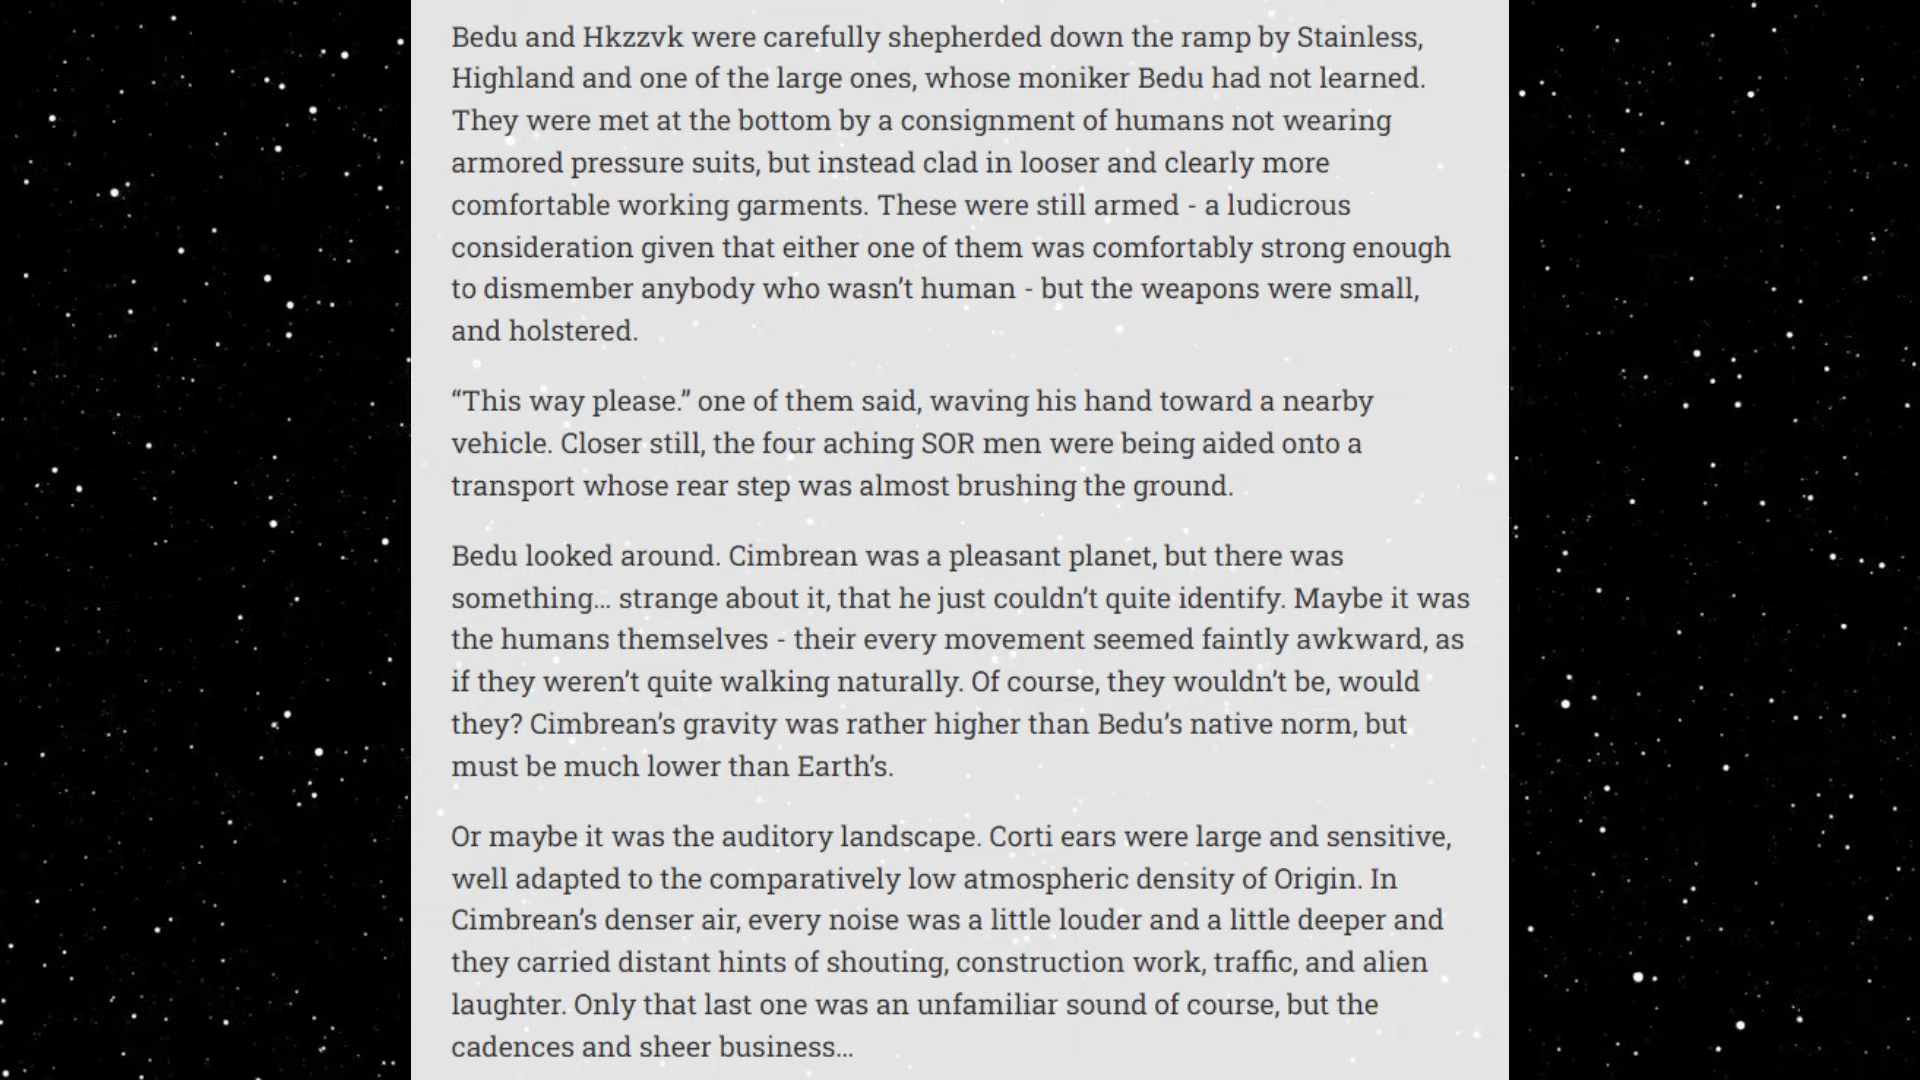 Bedu and Hkzzvk were carefully shepherded down the ramp by Stainless,
Highland and one of the large ones, whose moniker Bedu had not learned.
They were met at the bottom by a consignment of humans not wearing
armored pressure suits, but instead clad in looser and clearly more
comfortable working garments. These were still armed - a ludicrous
consideration given that either one of them was comfortably strong enough
to dismember anybody who wasn’t human - but the weapons were small,
and holstered.
“This way please.” one of them said, waving his hand toward a nearby
vehicle. Closer still, the four aching SOR men were being aided onto a
transport whose rear step was almost brushing the ground.
Bedu looked around. Cimbrean was a pleasant planet, but there was
something… strange about it, that he just couldn’t quite identify. Maybe it was
the humans themselves - their every movement seemed faintly awkward, as
if they weren’t quite walking naturally. Of course, they wouldn’t be, would
they? Cimbrean’s gravity was rather higher than Bedu’s native norm, but
must be much lower than Earth’s.
Or maybe it was the auditory landscape. Corti ears were large and sensitive,
well adapted to the comparatively low atmospheric density of Origin. In
Cimbrean’s denser air, every noise was a little louder and a little deeper and
they carried distant hints of shouting, construction work, traffic, and alien
laughter. Only that last one was an unfamiliar sound of course, but the
cadences and sheer business…